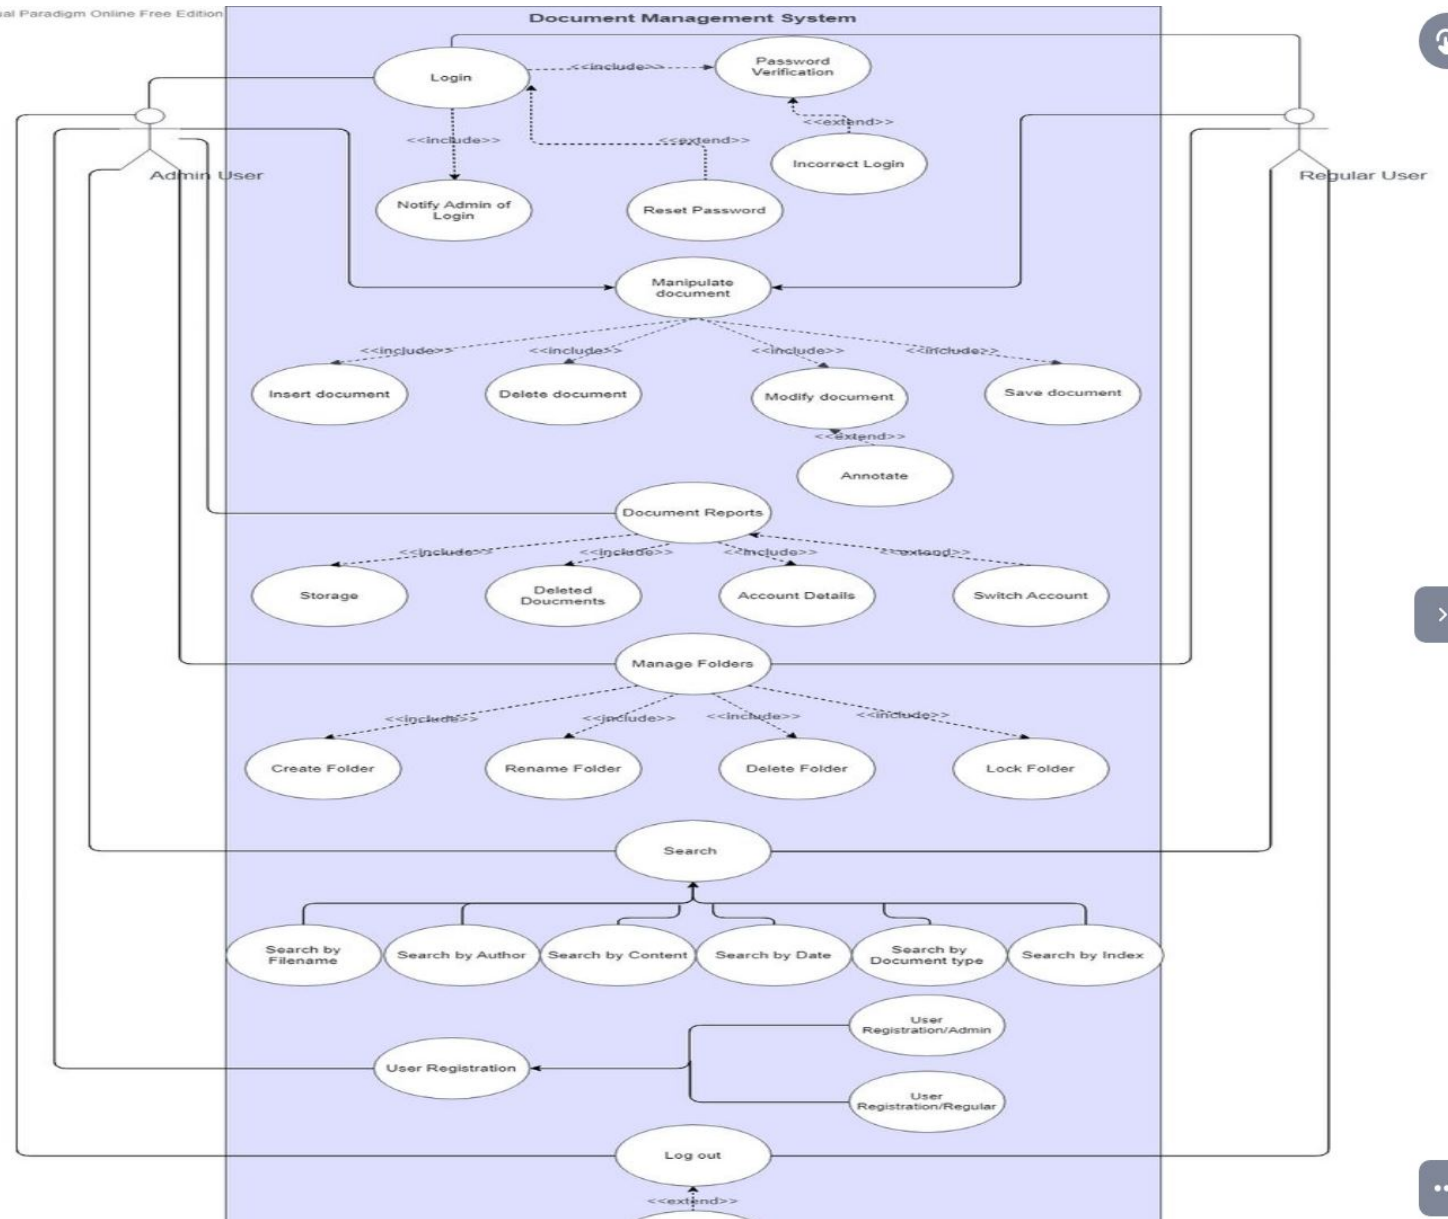 Paradigm Online Free Edition
Document Management System
Login
<<include>>
Password
Verification
<<include>>
<<extend>>
<<extend>>
Incorrect Login
Admin User
Regular User
Notify Admin of
Login
Reset Password
Manipulate
document
<<include>>
<<include>>
<<include>>
<<include>>
Insert document
Delete document
Modify document
Save document
<<extend>>
Annotate
Document Reports
<<include>>
<<include>>
<<include>>
<<extend>>
Storage
Deleted
Doucments
Account Details
Switch Account
Manage Folders
<<include>>
<<include>>
<<include>>
<<include>>
Create Folder
Rename Folder
Delete Folder
Lock Folder
Search
Search by
Filename
Search by Author
Search by Content
Search by Date
Search by
Document type
Search by Index
User
Registration/Admin
User Registration
User
Registration/Regular
Log out
<<extend>>